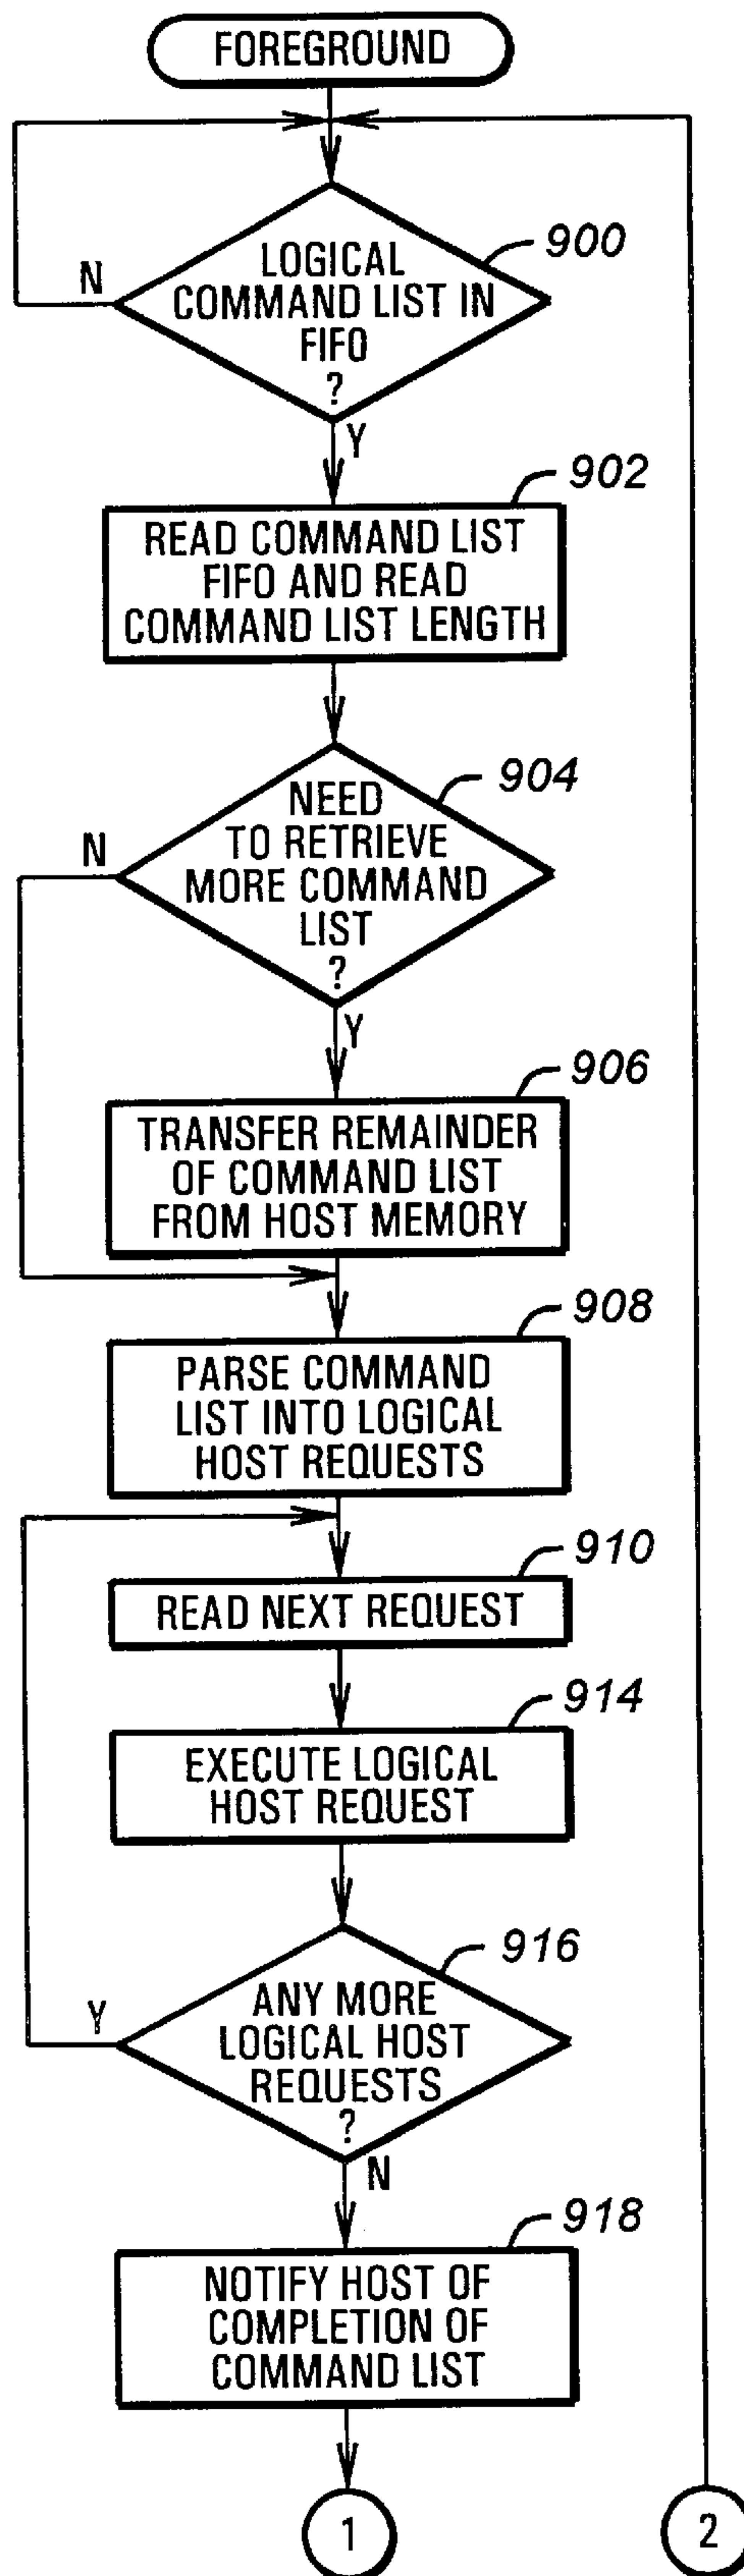 FOREGROUND
900
LOGICAL
COMMAND LIST IN
FIFO
?
N
Y
902
READ COMMAND LIST
FIFO AND READ
COMMAND LIST LENGTH
904
NEED
TO RETRIEVE
MORE COMMAND
LIST
?
N
Y
906
TRANSFER REMAINDER
OF COMMAND LIST
FROM HOST MEMORY
908
PARSE COMMAND
LIST INTO LOGICAL
HOST REQUESTS
910
READ NEXT REQUEST
914
EXECUTE LOGICAL
HOST REQUEST
916
ANY MORE
LOGICAL HOST
REQUESTS
?
Y
N
918
NOTIFY HOST OF
COMPLETION OF
COMMAND LIST
1
2